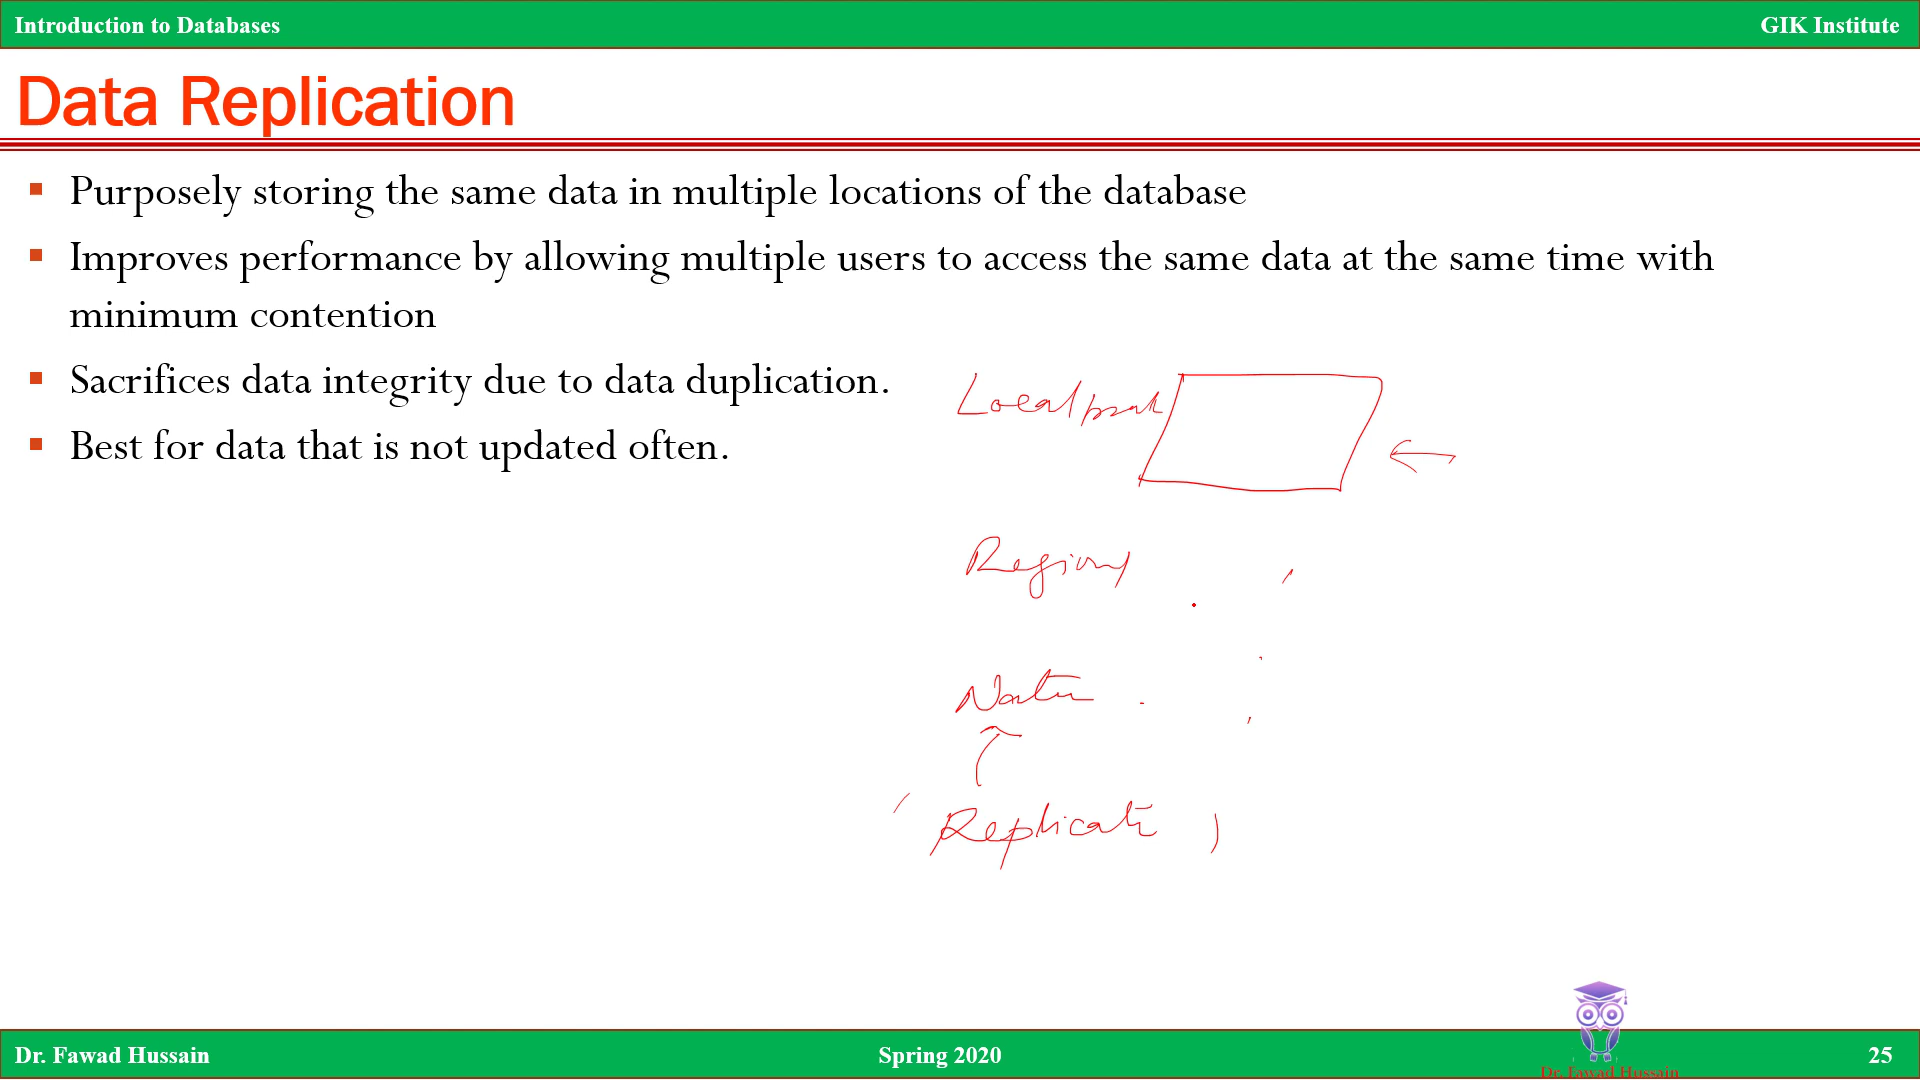 Introduction to Databases
GIK Institute
Data Replication
Purposely storing the same data in multiple locations of the database
Improves performance by allowing multiple users to access the same data at the same time with
minimum contention
Sacrifices data integrity due to data duplication.
Best for data that is not updated often.
Local
Dr. Fawad Hussain
Spring 2020
Dr. Fawad Hussain
25